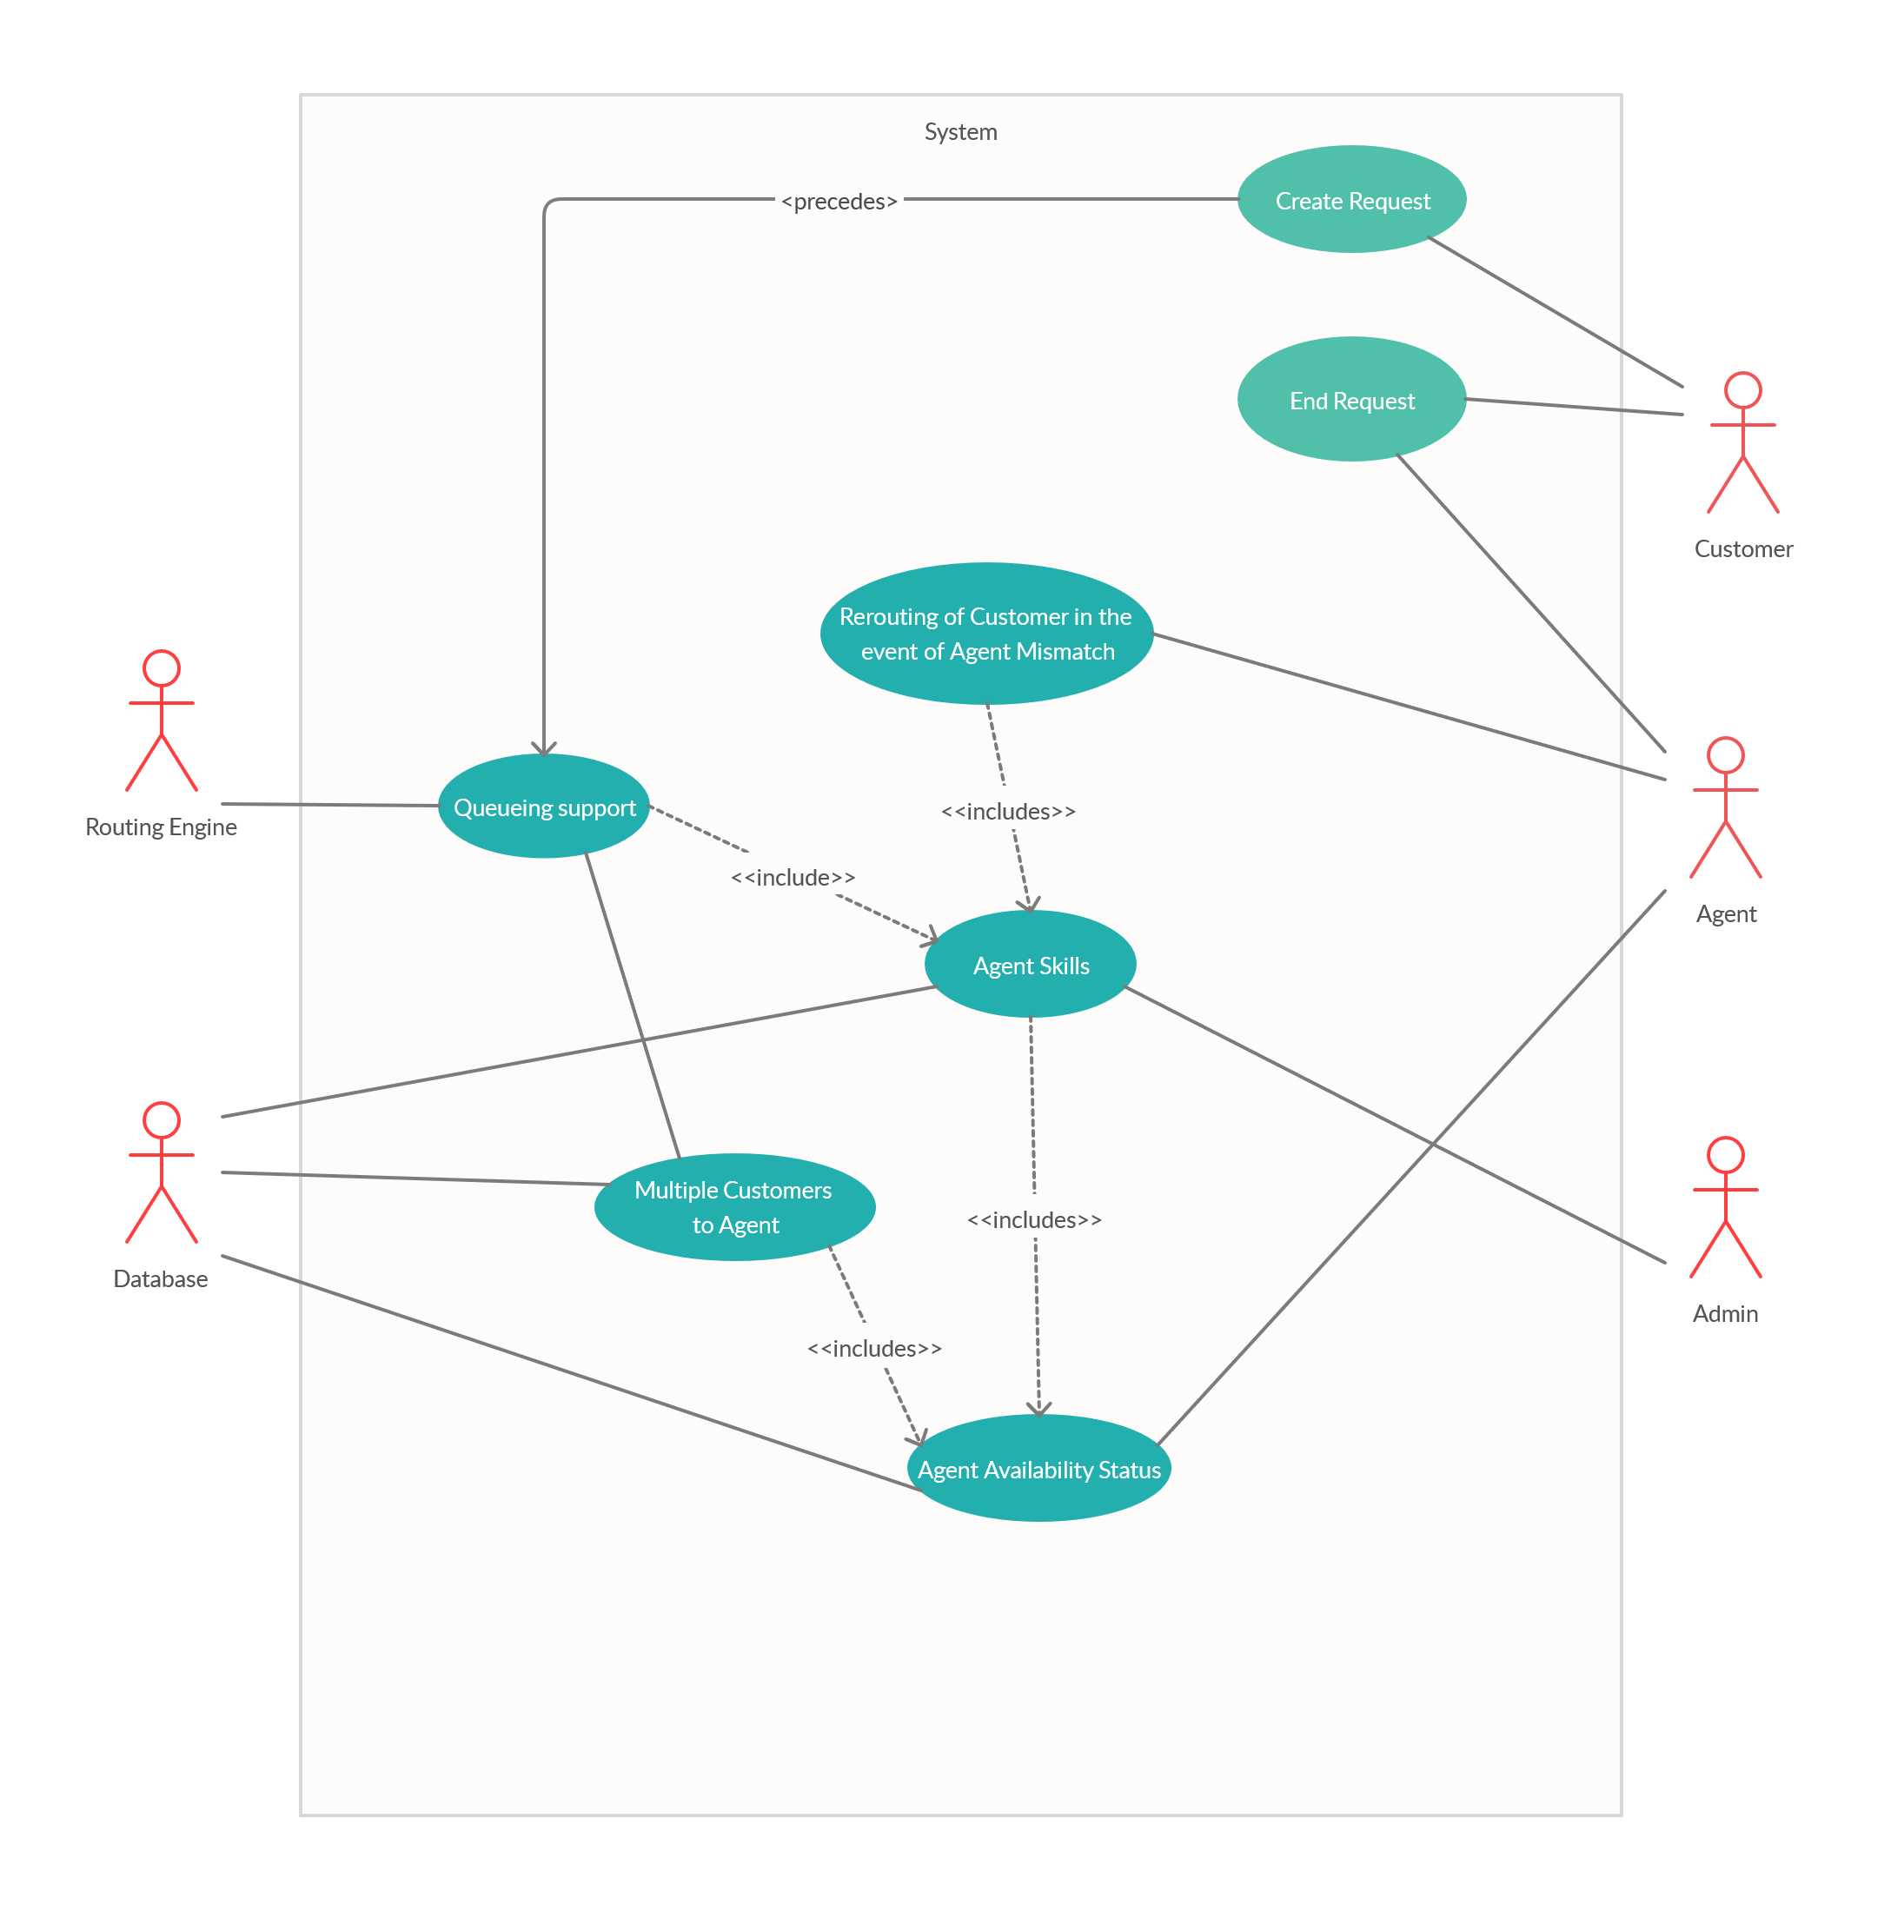 System
<precedes>
Create Request
End Request
Customer
Rerouting of Customer in the
event of Agent Mismatch
Routing Engine
Queueing support
<<includes>>
<<include>>
Agent
Agent Skills
Database
Multiple Customers
to Agent
<<includes>>
Admin
<<includes>>
Agent Availability Status